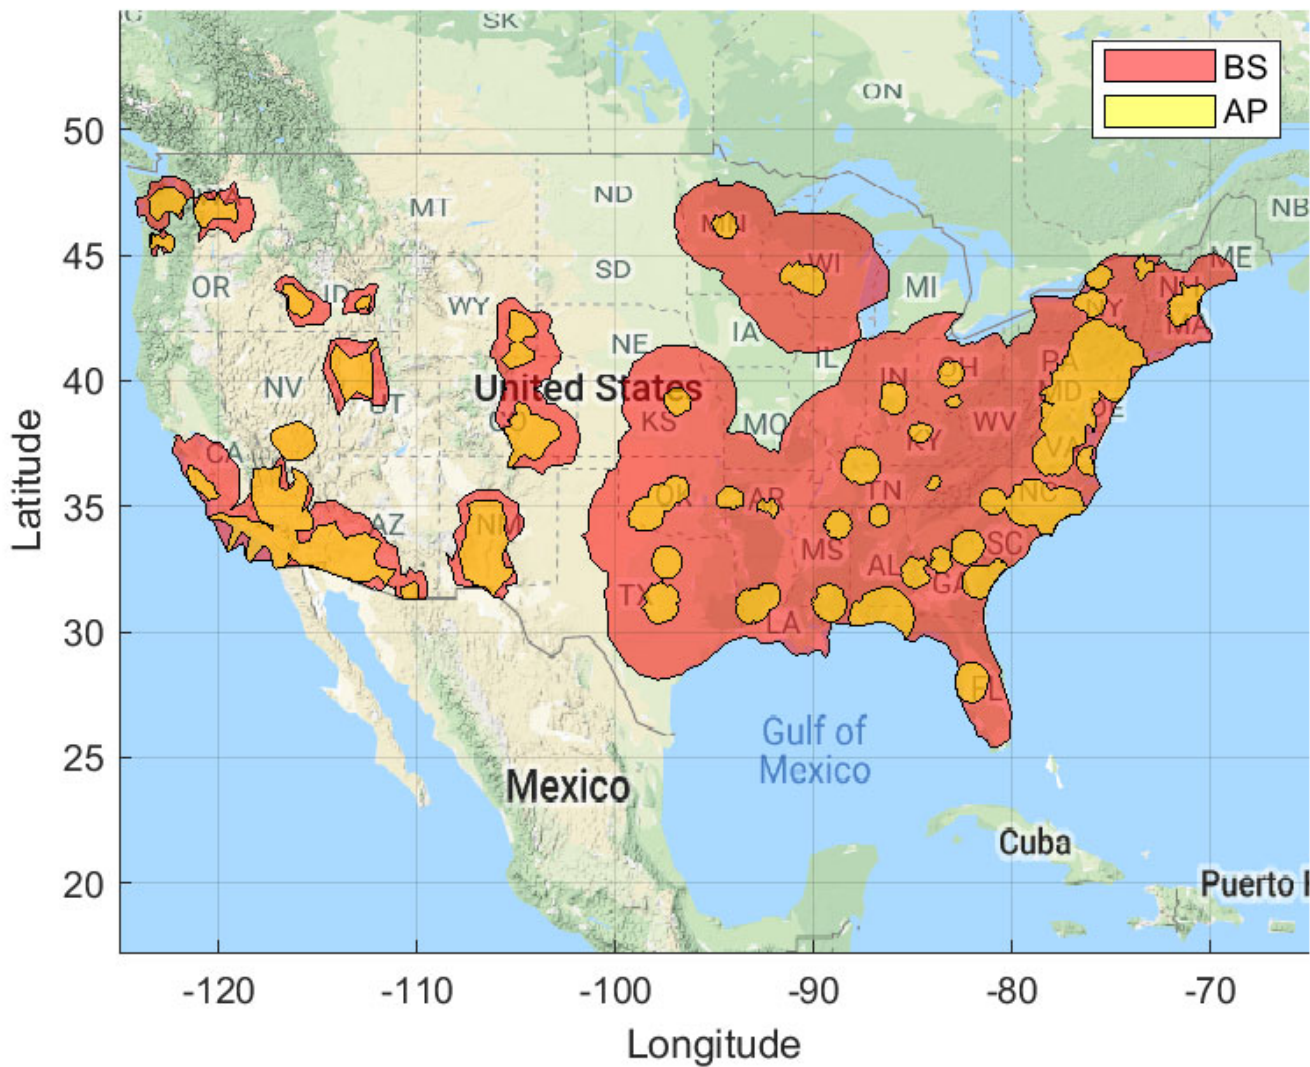 SK
BS
AP
ON
50
ND
MT
NB
MN
45
WI
ME
SD
OR
ID
MI
WY
NY
MA
IA
NE
IL
OH
PA
IN
40
NV
UT
United States
MD
DE
CO
KS
MO
WV
KY
VA
CA
35
OK
AR
TN
NC
AZ
NM
MS
SC
AL
GA
TX
LA
30
FL
Gulf of
Mexico
25
Mexico
Cuba
20
Puerto
-120
-110
-100
-90
-80
-70
Longitude
Latitude